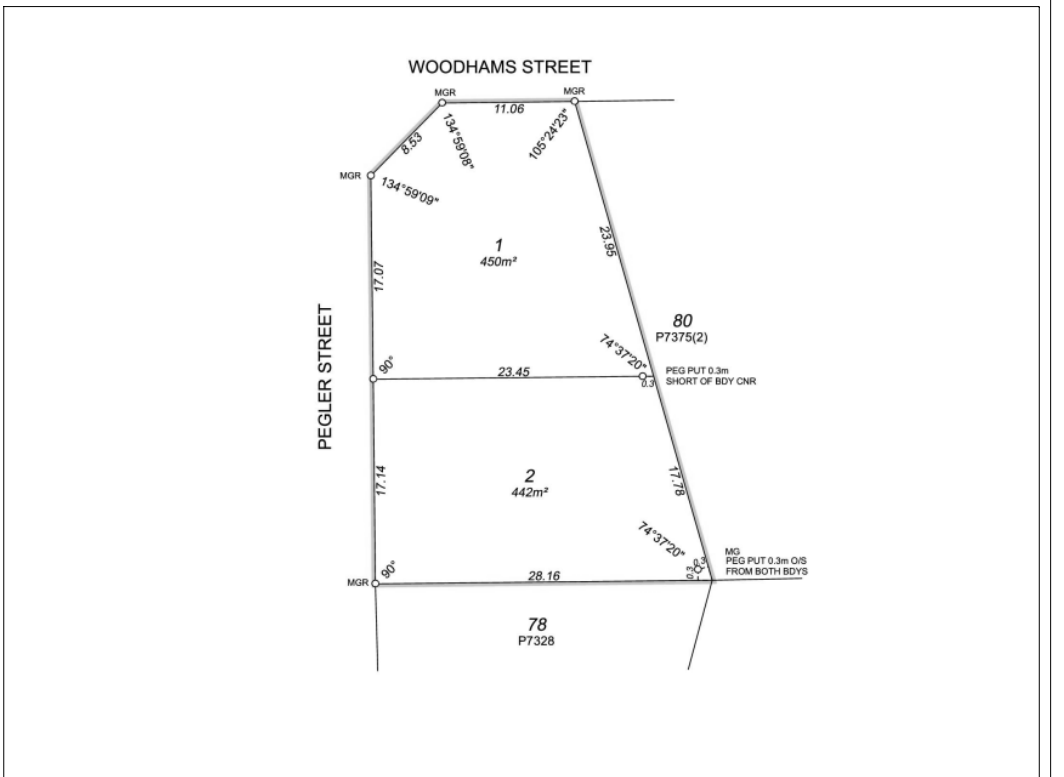 WOODHAMS STREET
MGR
MGR
11.06
8.53
134°59'08"
105°24'23"
MGR
134°59'09"
1
450m²
23.95
17.07
PEGLER STREET
80
P7375(2)
74°37'20"
90°
23.45
0.3
PEG PUT 0.3m
SHORT OF BDY CNR
2
442m²
17.14
17.78
74°37'20"
MG
PEG PUT 0.3m O/S
FROM BOTH BDYS
0.3
0.3
90°
MGR
28.16
78
P7328